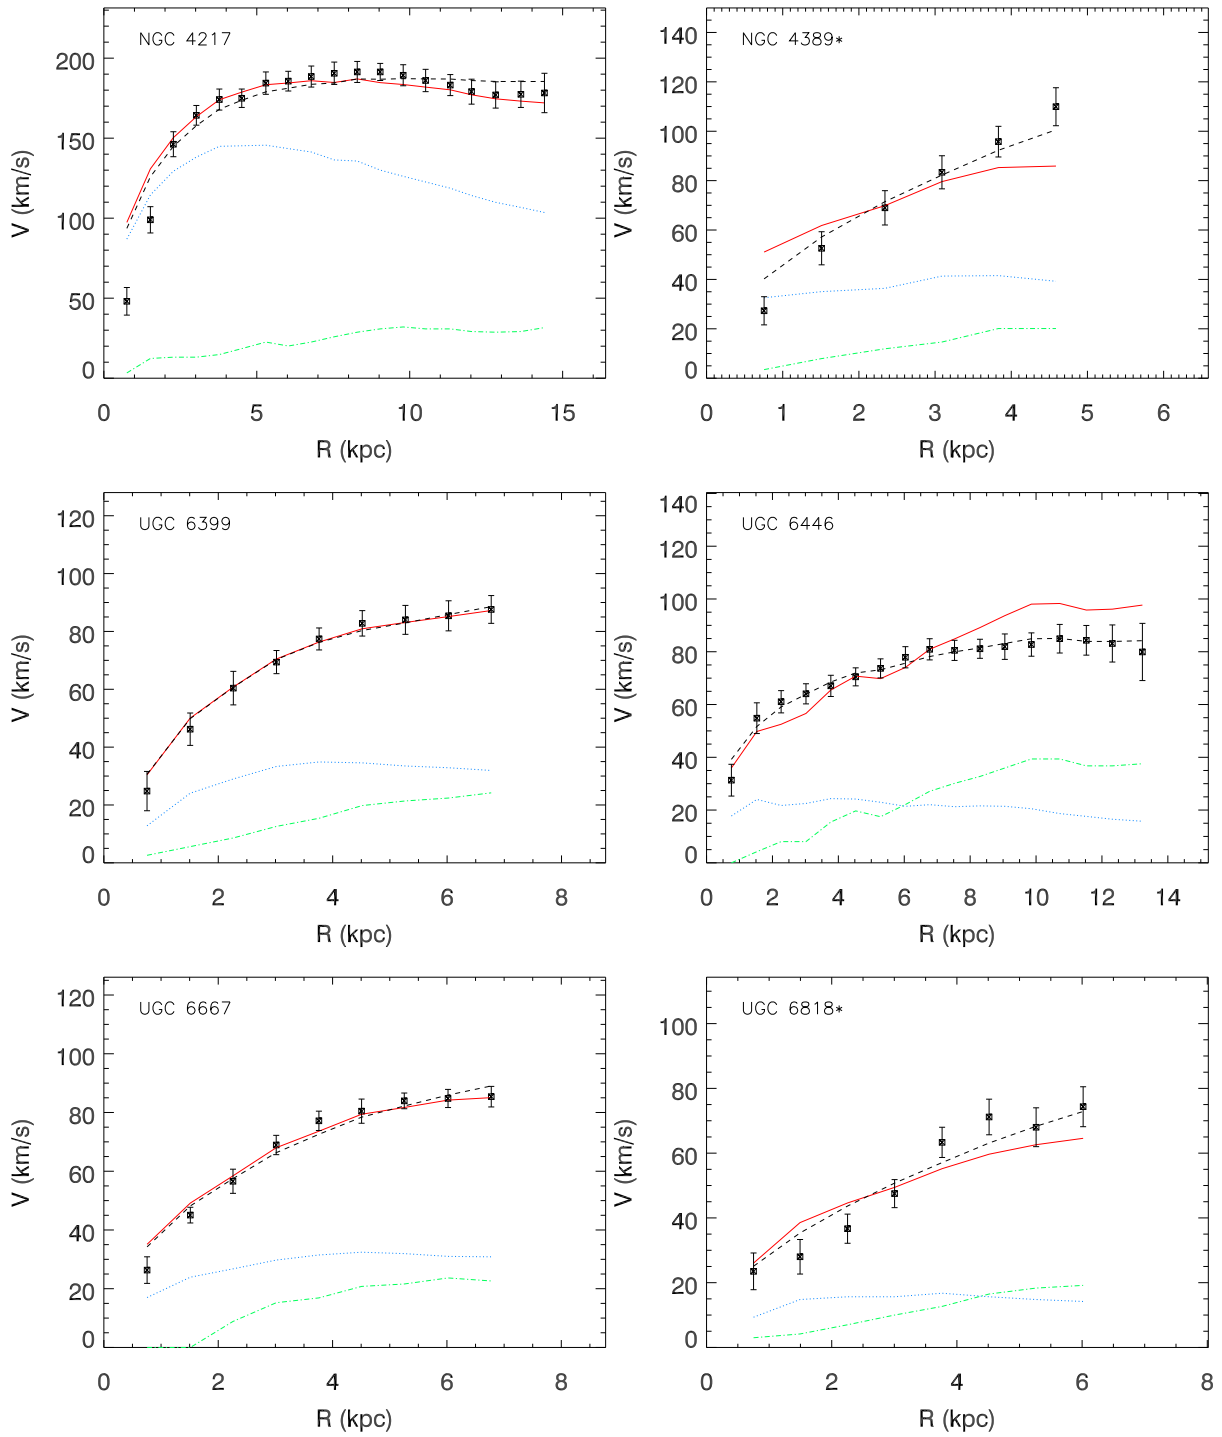 NGC 4217
200
150
100
50
0
V (km/s)
0 5 10 15
R (kpc)
NGC 4389*
140
120
100
80
60
40
20
0
V (km/s)
0 1 2 3 4 5 6
R (kpc)
UGC 6399
120
100
80
60
40
20
0
V (km/s)
0 2 4 6 8
R (kpc)
UGC 6446
140
120
100
80
60
40
20
0
V (km/s)
0 2 4 6 8 10 12 14
R (kpc)
UGC 6667
120
100
80
60
40
20
0
V (km/s)
0 2 4 6 8
R (kpc)
UGC 6818*
100
80
60
40
20
0
V (km/s)
0 2 4 6 8
R (kpc)